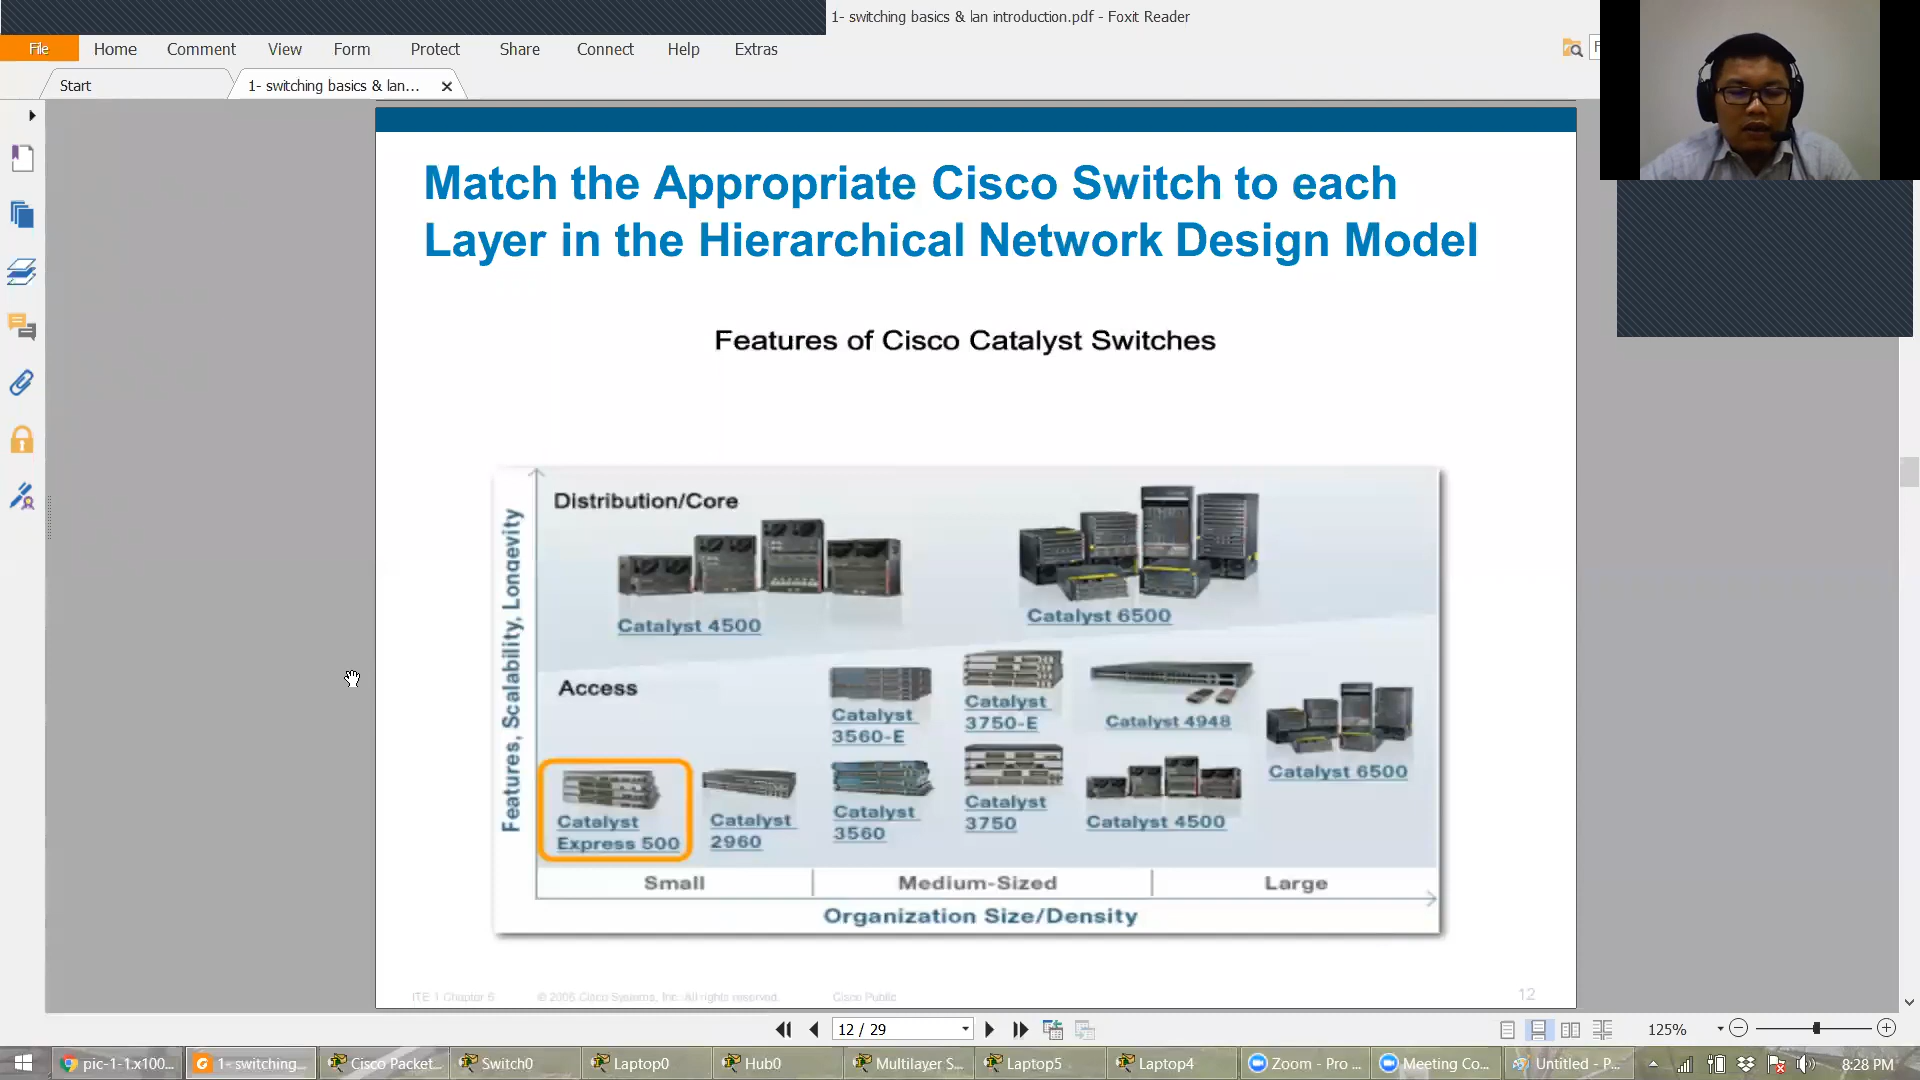 1- switching basics & lan introduction.pdf - Foxit Reader
File Home Comment View Form Protect Share Connect Help Extras
Start 1- switching basics & lan...
Match the Appropriate Cisco Switch to each
Layer in the Hierarchical Network Design Model
Features of Cisco Catalyst Switches
Features, Scalability, Longevity
Distribution/Core
Catalyst 4500
Catalyst 6500
Access
Catalyst
3560-E
Catalyst
3750-E
Catalyst 4948
Catalyst 6500
Catalyst
Express 500
Catalyst
2960
Catalyst
3560
Catalyst
3750
Catalyst 4500
Small Medium-Sized Large
Organization Size/Density
ITE 1 Chapter 6 © 2006 Cisco Systems, Inc. All rights reserved. Cisco Public 12
12 / 29
125%
pic-1-1.x100... 1- switching... Cisco Packet... Switch0 Laptop0 Hub0 Multilayer S... Laptop5 Laptop4 Zoom - Pro ... Meeting Co... Untitled - P... 8:28 PM